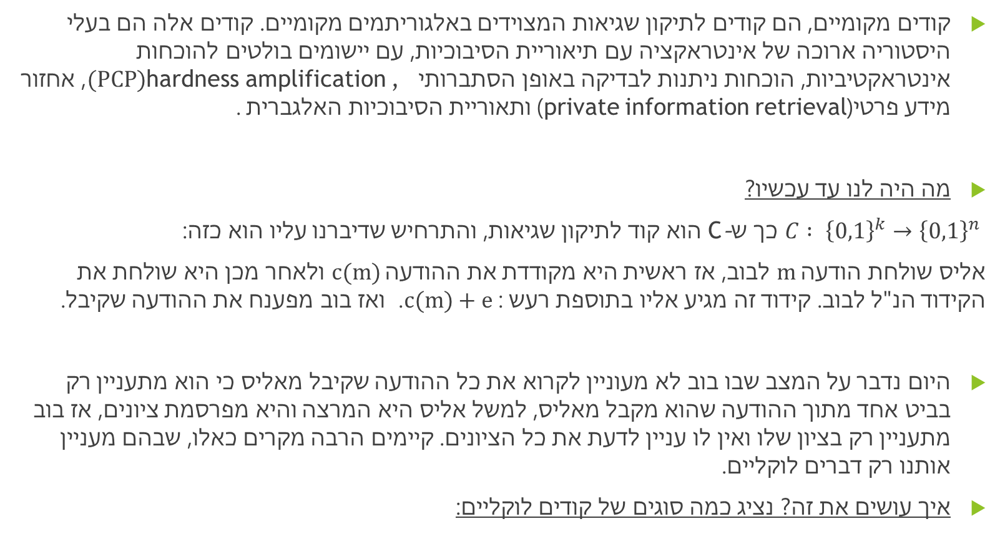 קודים מקומיים, הם קודים לתיקון שגיאות המצוידים באלגוריתמים מקומיים. קודים אלה הם בעלי
היסטוריה ארוכה של אינטראקציה עם תיאוריית הסיבוכיות, עם יישומים בולטים להוכחות
אינטראקטיביות, הוכחות ניתנות לבדיקה באופן הסתברותי , hardness amplification(PCP), אחזור
מידע פרטי(private information retrieval) ותאוריית הסיבוכיות האלגברית .
מה היה לנו עד עכשיו?
C : {0,1}^k → {0,1}^n כך ש-C הוא קוד לתיקון שגיאות, והתרחיש שדיברנו עליו הוא כזה:
אליס שולחת הודעה m לבוב, אז ראשית היא מקודדת את ההודעה c(m) ולאחר מכן היא שולחת את
הקידוד הנ"ל לבוב. קידוד זה מגיע אליו בתוספת רעש : c(m) + e. ואז בוב מפענח את ההודעה שקיבל.
היום נדבר על המצב שבו בוב לא מעוניין לקרוא את כל ההודעה שקיבל מאליס כי הוא מתעניין רק
בביט אחד מתוך ההודעה שהוא מקבל מאליס, למשל אליס היא המרצה והיא מפרסמת ציונים, אז בוב
מתעניין רק בציון שלו ואין לו עניין לדעת את כל הציונים. קיימים הרבה מקרים כאלו, שבהם מעניין
אותנו רק דברים לוקליים.
איך עושים את זה? נציג כמה סוגים של קודים לוקליים: